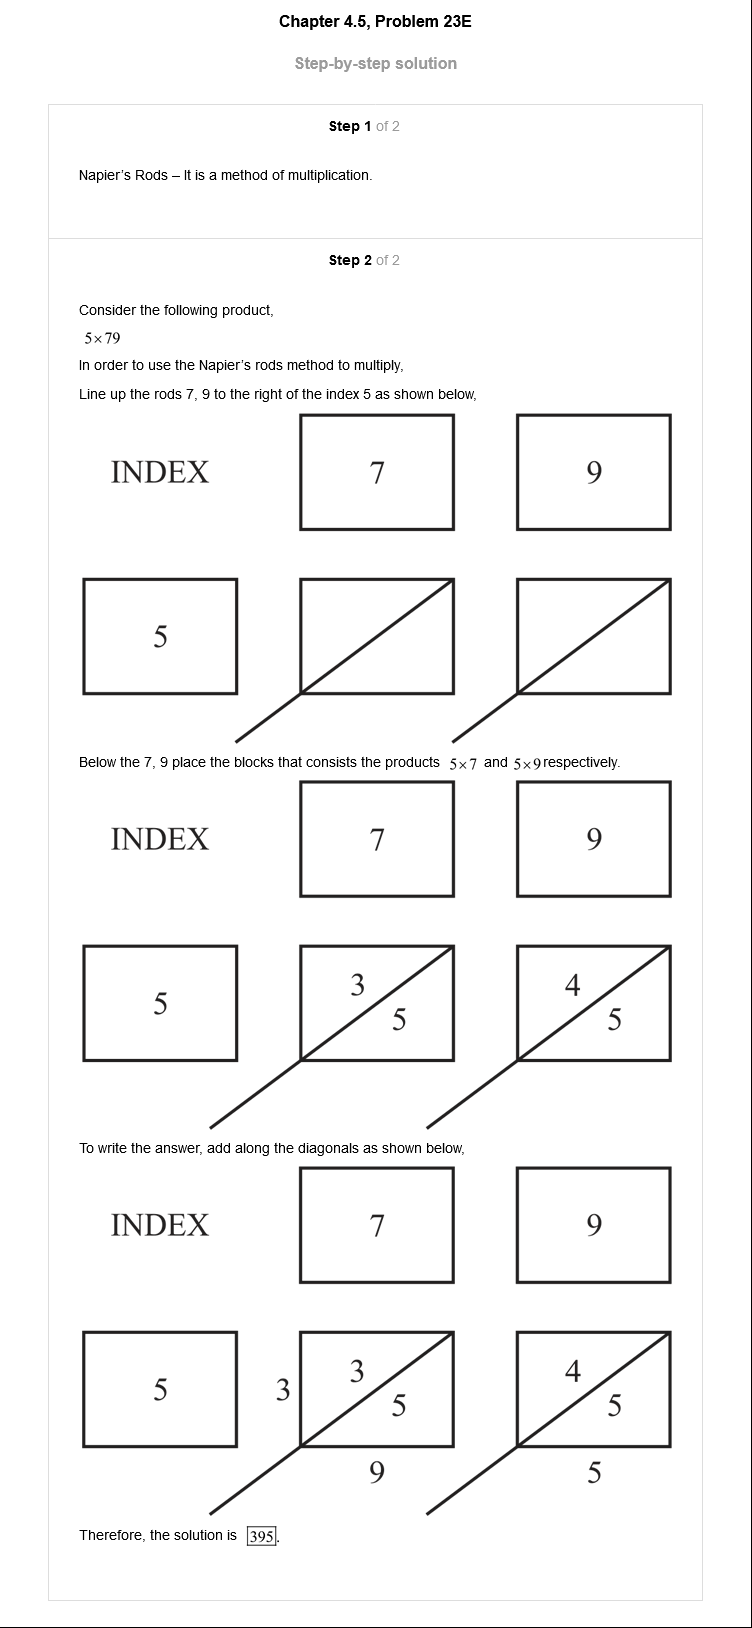 Chapter 4.5, Problem 23E
Step-by-step solution
Step 1 of 2
Napier’s Rods – It is a method of multiplication.
Step 2 of 2
Consider the following product,
5×79
In order to use the Napier’s rods method to multiply,
Line up the rods 7, 9 to the right of the index 5 as shown below,
INDEX 7 9
5
Below the 7, 9 place the blocks that consists the products 5×7 and 5×9 respectively.
INDEX 7 9
5 3 5 4 5
To write the answer, add along the diagonals as shown below,
INDEX 7 9
5 3 3 5 4 5
9 5
Therefore, the solution is 395.